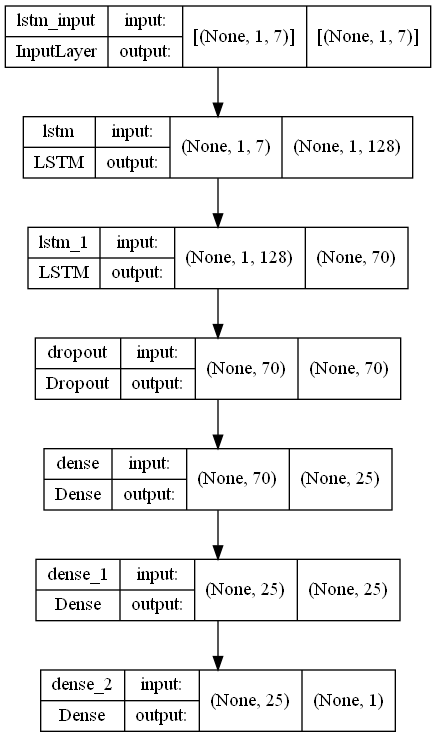 lstm_input input: [(None, 1, 7)] [(None, 1, 7)]
InputLayer output:
lstm input: (None, 1, 7) (None, 1, 128)
LSTM output:
lstm_1 input: (None, 1, 128) (None, 70)
LSTM output:
dropout input: (None, 70) (None, 70)
Dropout output:
dense input: (None, 70) (None, 25)
Dense output:
dense_1 input: (None, 25) (None, 25)
Dense output:
dense_2 input: (None, 25) (None, 1)
Dense output: